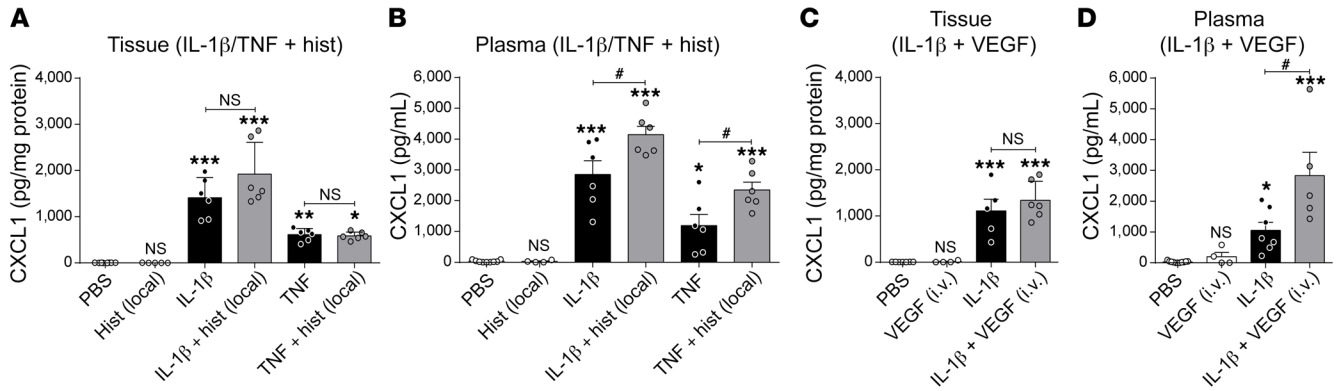 A
Tissue (IL-1β/TNF + hist)
CXCL1 (pg/mg protein)
4,000
3,000
2,000
1,000
0
NS
***
***
NS
NS
**
*
PBS
Hist (local)
IL-1β
IL-1β + hist (local)
TNF
TNF + hist (local)
B
Plasma (IL-1β/TNF + hist)
CXCL1 (pg/mL)
6,000
5,000
4,000
3,000
2,000
1,000
0
NS
#
***
***
#
*
***
PBS
Hist (local)
IL-1β
IL-1β + hist (local)
TNF
TNF + hist (local)
C
Tissue
(IL-1β + VEGF)
CXCL1 (pg/mg protein)
4,000
3,000
2,000
1,000
0
NS
NS
***
***
PBS
VEGF (i.v.)
IL-1β
IL-1β + VEGF (i.v.)
D
Plasma
(IL-1β + VEGF)
CXCL1 (pg/mL)
6,000
5,000
4,000
3,000
2,000
1,000
0
NS
#
*
***
PBS
VEGF (i.v.)
IL-1β
IL-1β + VEGF (i.v.)